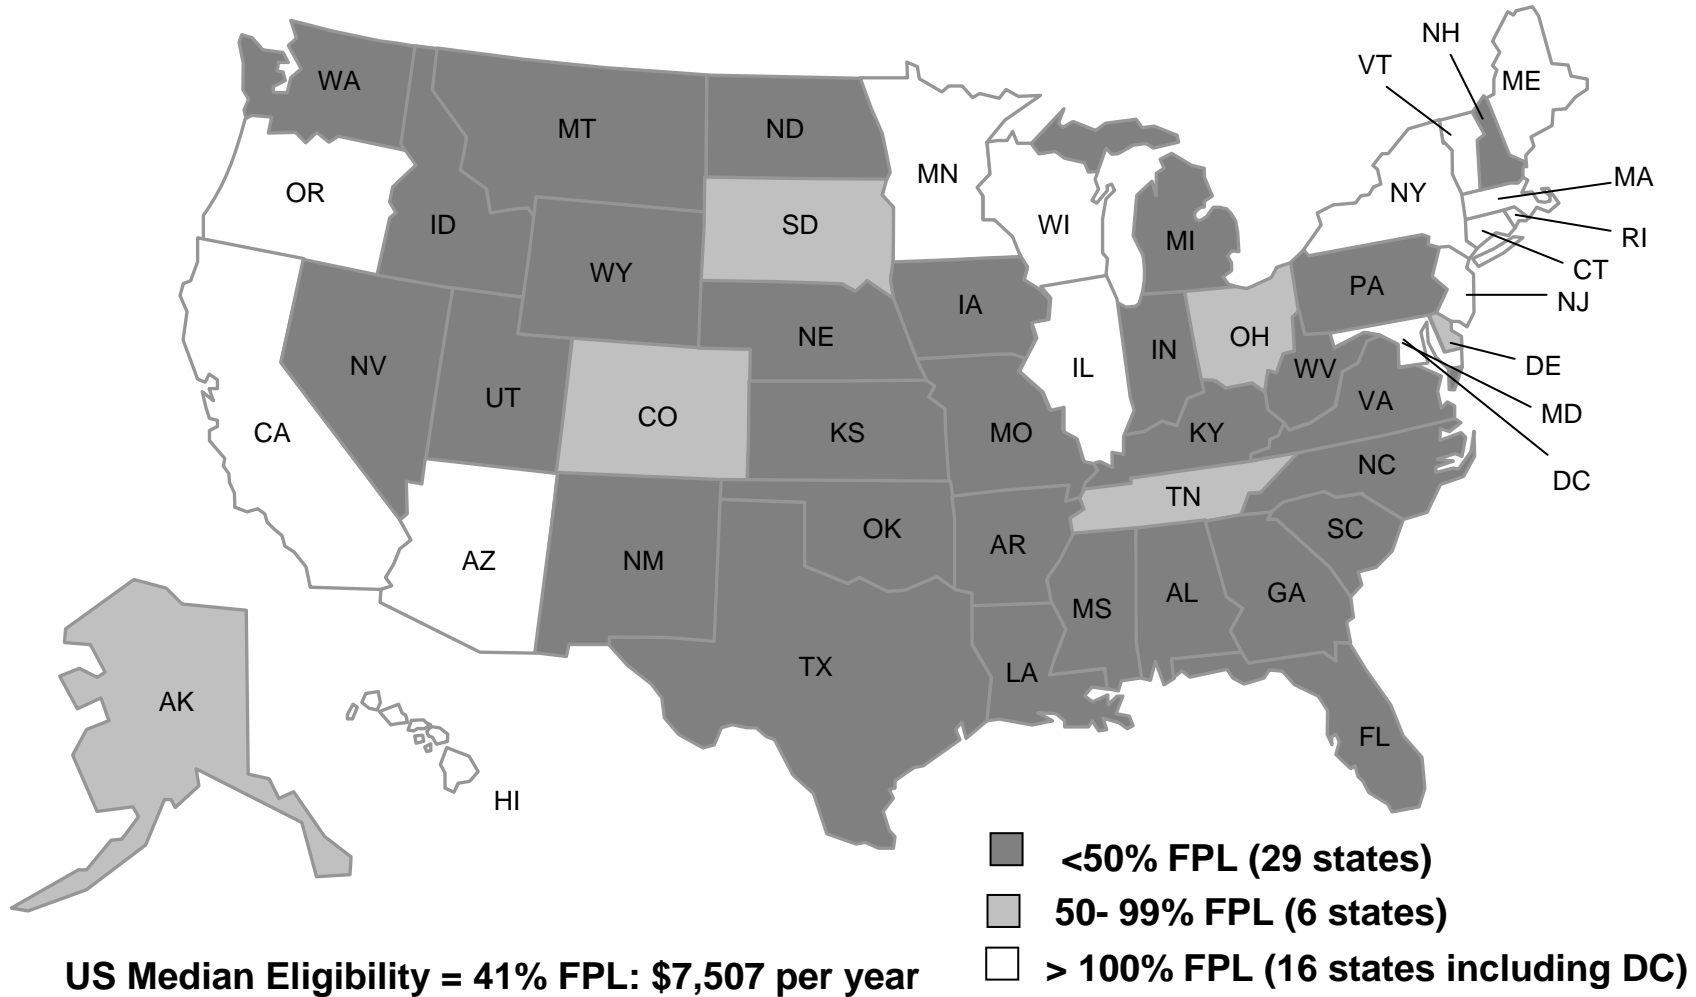 NH
VT
ME
WA
MT
ND
MN
OR
ID
SD
WI
NY
MA
MI
RI
WY
CT
PA
NJ
IA
NE
OH
IN
NV
IL
WV
DE
UT
CO
VA
MD
CA
KS
MO
KY
DC
NC
TN
OK
SC
AZ
NM
AR
MS
AL
GA
TX
LA
AK
FL
HI
<50% FPL (29 states)
50- 99% FPL (6 states)
> 100% FPL (16 states including DC)
US Median Eligibility = 41% FPL: $7,507 per year